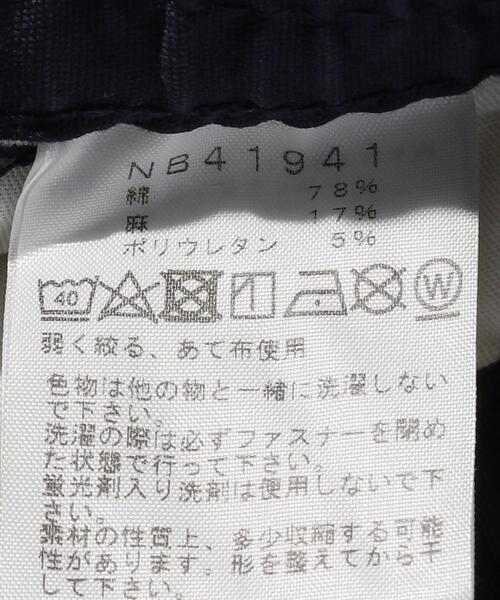 NB41941
綿 78%
麻 17%
ポリウレタン 5%
40 W
弱く絞る、あて布使用
色物は他の物と一緒に洗濯しない
で下さい。
洗濯の際は必ずファスナーを閉め
た状態で行って下さい。
蛍光剤入り洗剤は使用しないで下
さい。
素材の性質上、多少収縮する可能
性があります。形を整えてから干
して下さい。